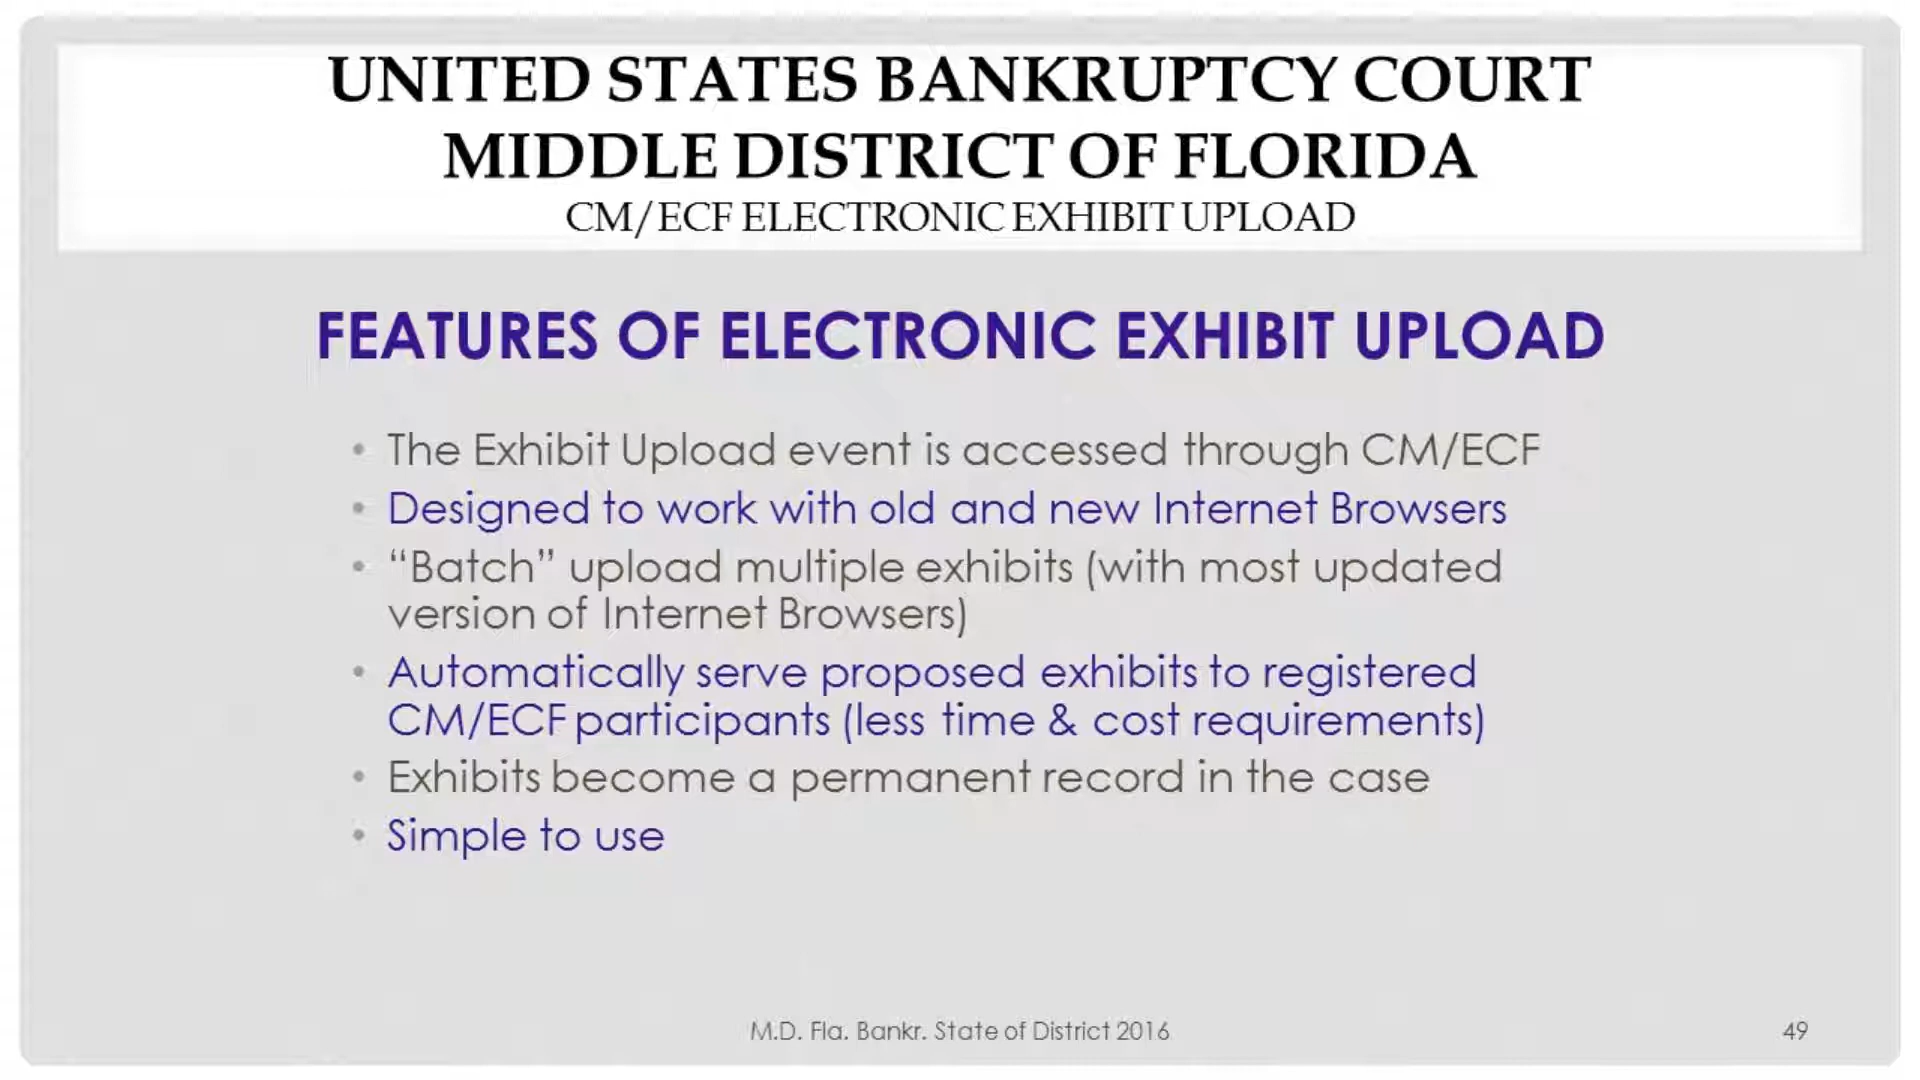 UNITED STATES BANKRUPTCY COURT
MIDDLE DISTRICT OF FLORIDA
CM/ECF ELECTRONIC EXHIBIT UPLOAD
FEATURES OF ELECTRONIC EXHIBIT UPLOAD
• The Exhibit Upload event is accessed through CM/ECF
• Designed to work with old and new Internet Browsers
• “Batch” upload multiple exhibits (with most updated
version of Internet Browsers)
• Automatically serve proposed exhibits to registered
CM/ECF participants (less time & cost requirements)
• Exhibits become a permanent record in the case
• Simple to use
M.D. Fla. Bankr. State of District 2016
49